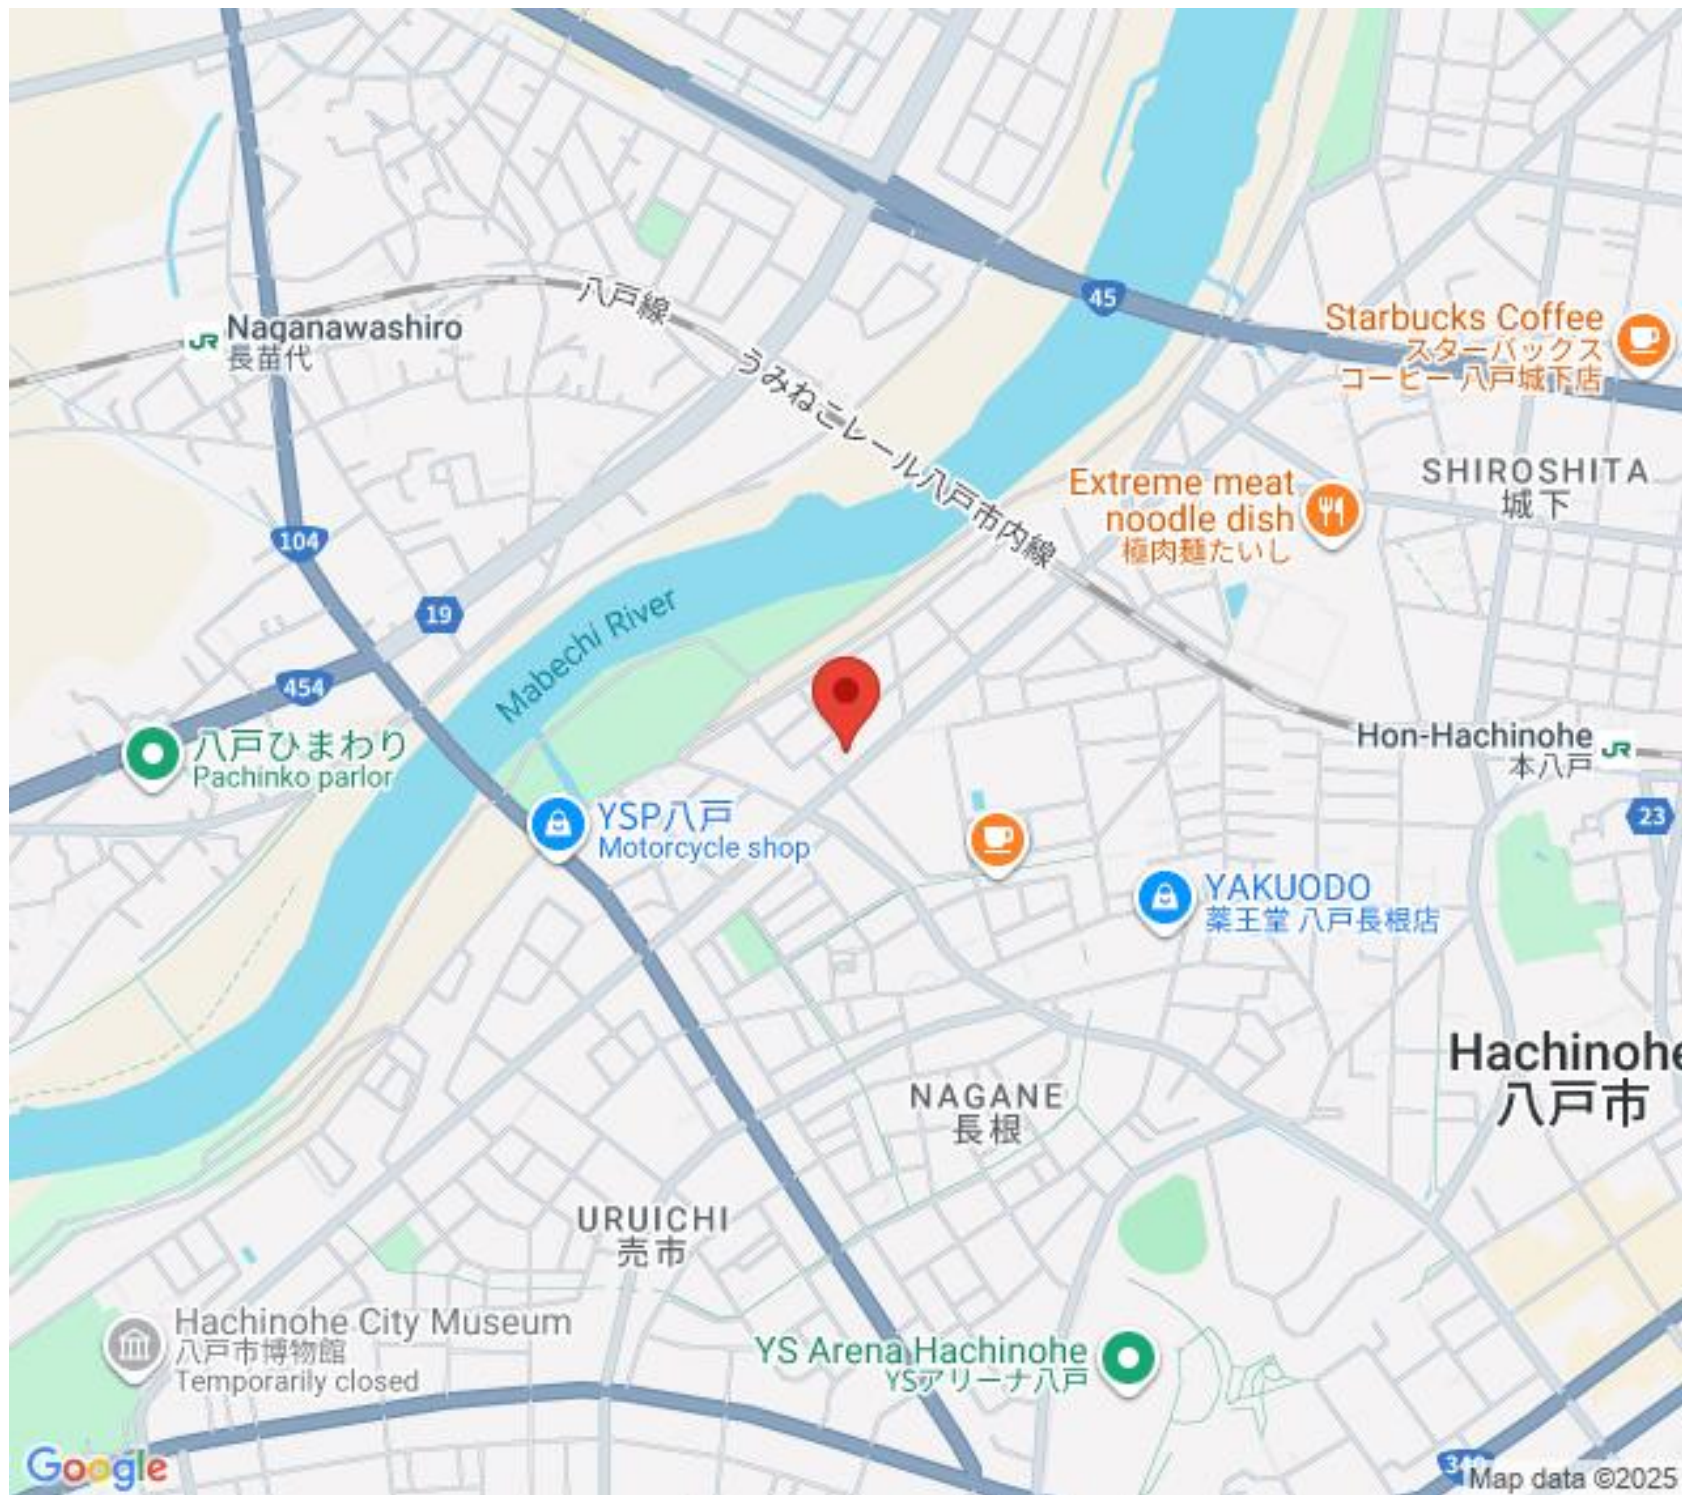 45
Starbucks Coffee
スターバックス
コーヒー 八戸城下店
八戸線
Naganawashiro
長苗代
うみねこレール八戸市内線
SHIROSHITA
城下
Extreme meat
noodle dish
極肉麺たいし
104
19
Mabechi River
454
八戸ひまわり
Pachinko parlor
Hon-Hachinohe
本八戸
YSP八戸
Motorcycle shop
23
YAKUODO
薬王堂 八戸長根店
Hachinohe
八戸市
NAGANE
長根
URUICHI
売市
Hachinohe City Museum
八戸市博物館
Temporarily closed
YS Arena Hachinohe
YSアリーナ八戸
Google
340
Map data ©2025